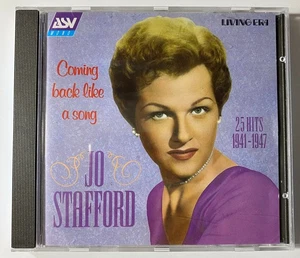 ASV
LIVING ERA
Coming
back like
a song
25 HITS
1941-1947
JO
STAFFORD